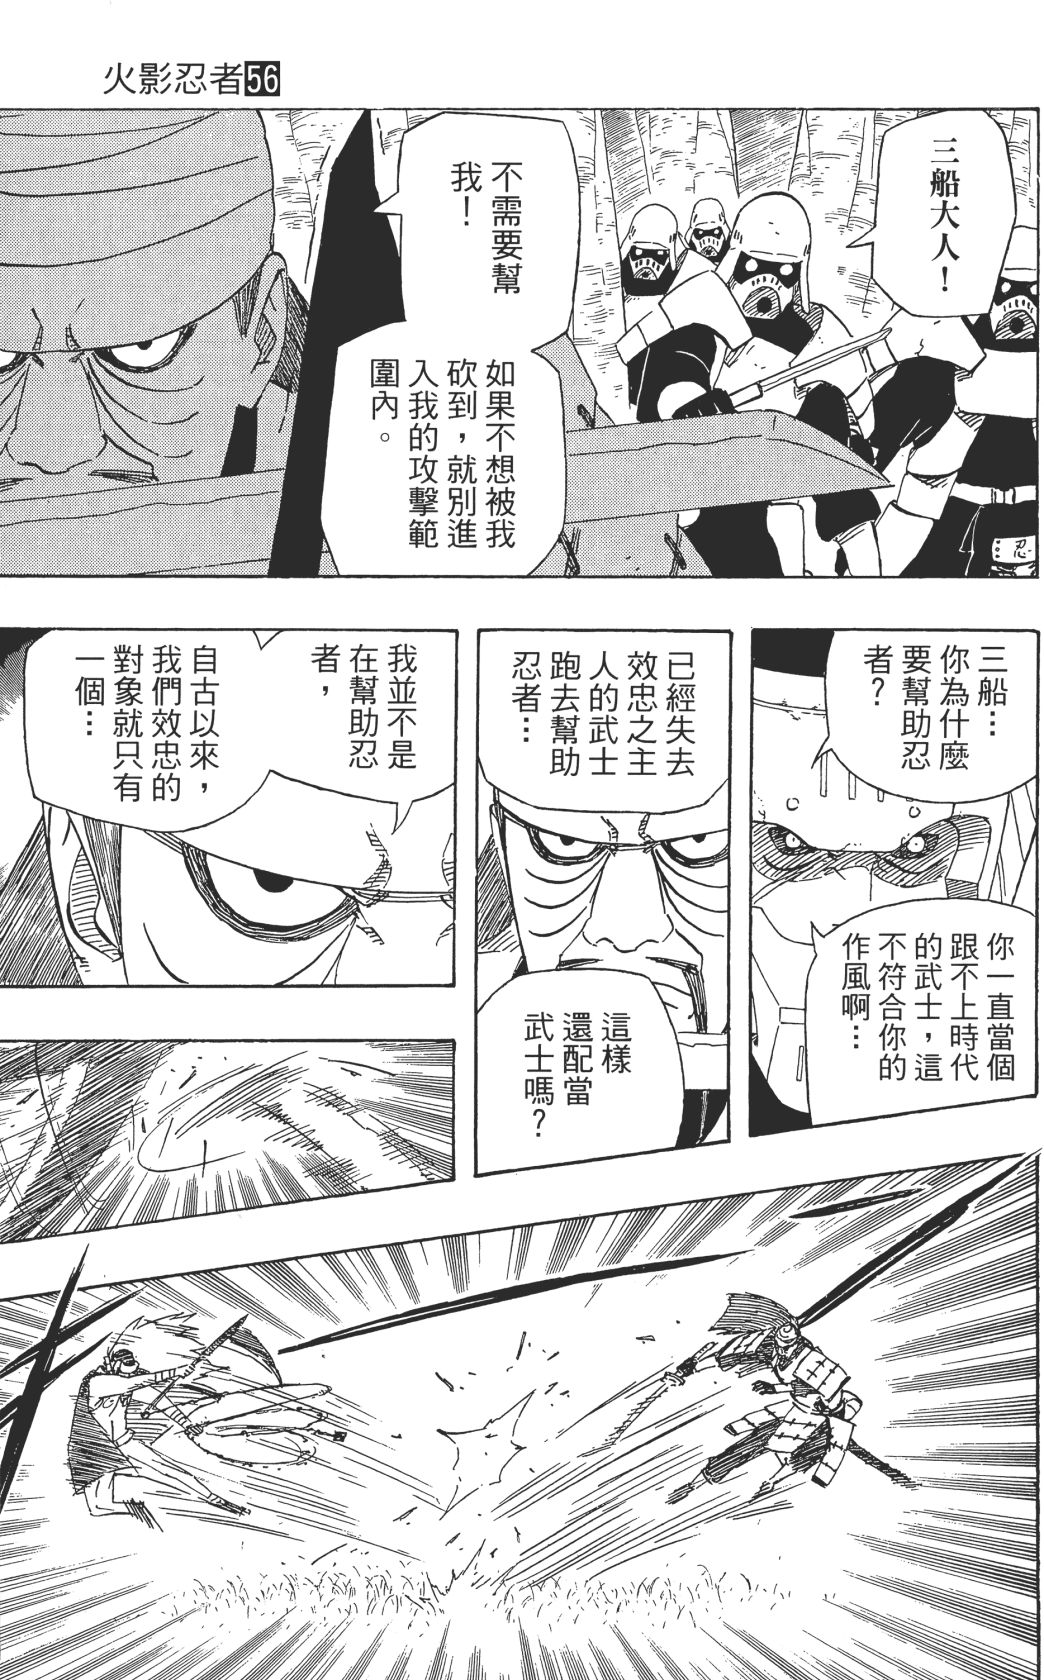 火影忍者56
三船大人！
不需要幫
我！
如果不想被我
砍到，就別進
入我的攻擊範
圍內。
忍
三船…
你為什麼
要幫助忍
者？
你一直當個
跟不上時代
的武士，這
不符合你的
作風啊…
已經失去
效忠之主
人的武士
跑去幫助
忍者…
這樣
還配當
武士嗎？
我並不是
在幫助忍
者，
自古以來，
我們效忠的
對象就只有
一個…